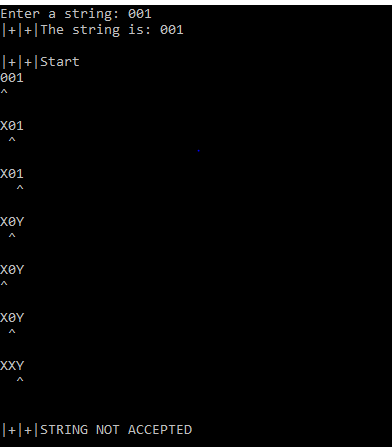 Enter a string: 001
|+|+|The string is: 001
|+|+|Start
001
^
X01
 ^
X01
  ^
X0Y
 ^
X0Y
^
X0Y
 ^
XXY
  ^
|+|+|STRING NOT ACCEPTED